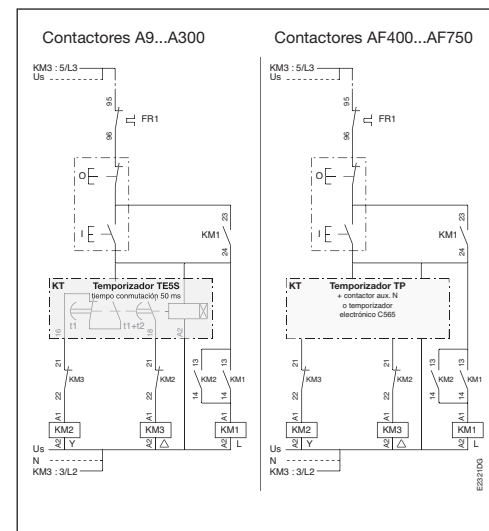 Contactores A9...A300
KM3 : 5/L3
Us
95
96
FR1
O
I
23
24
KM1
KT
Temporizador TE5S
tiempo conmutación 50 ms
t1
t1+t2
16
18
A2
21
22
KM3
21
22
KM2
13
14
KM2
13
14
KM1
A1
KM2
A2
Y
A1
KM3
A2
△
A1
KM1
A2
L
Us
N
KM3 : 3/L2
Contactores AF400...AF750
KM3 : 5/L3
Us
95
96
FR1
O
I
23
24
KM1
KT
Temporizador TP
+ contactor aux. N
o temporizador
electrónico C565
21
22
KM3
21
22
KM2
13
14
KM2
13
14
KM1
A1
KM2
A2
Y
A1
KM3
A2
△
A1
KM1
A2
L
Us
N
KM3 : 3/L2
E2321DG